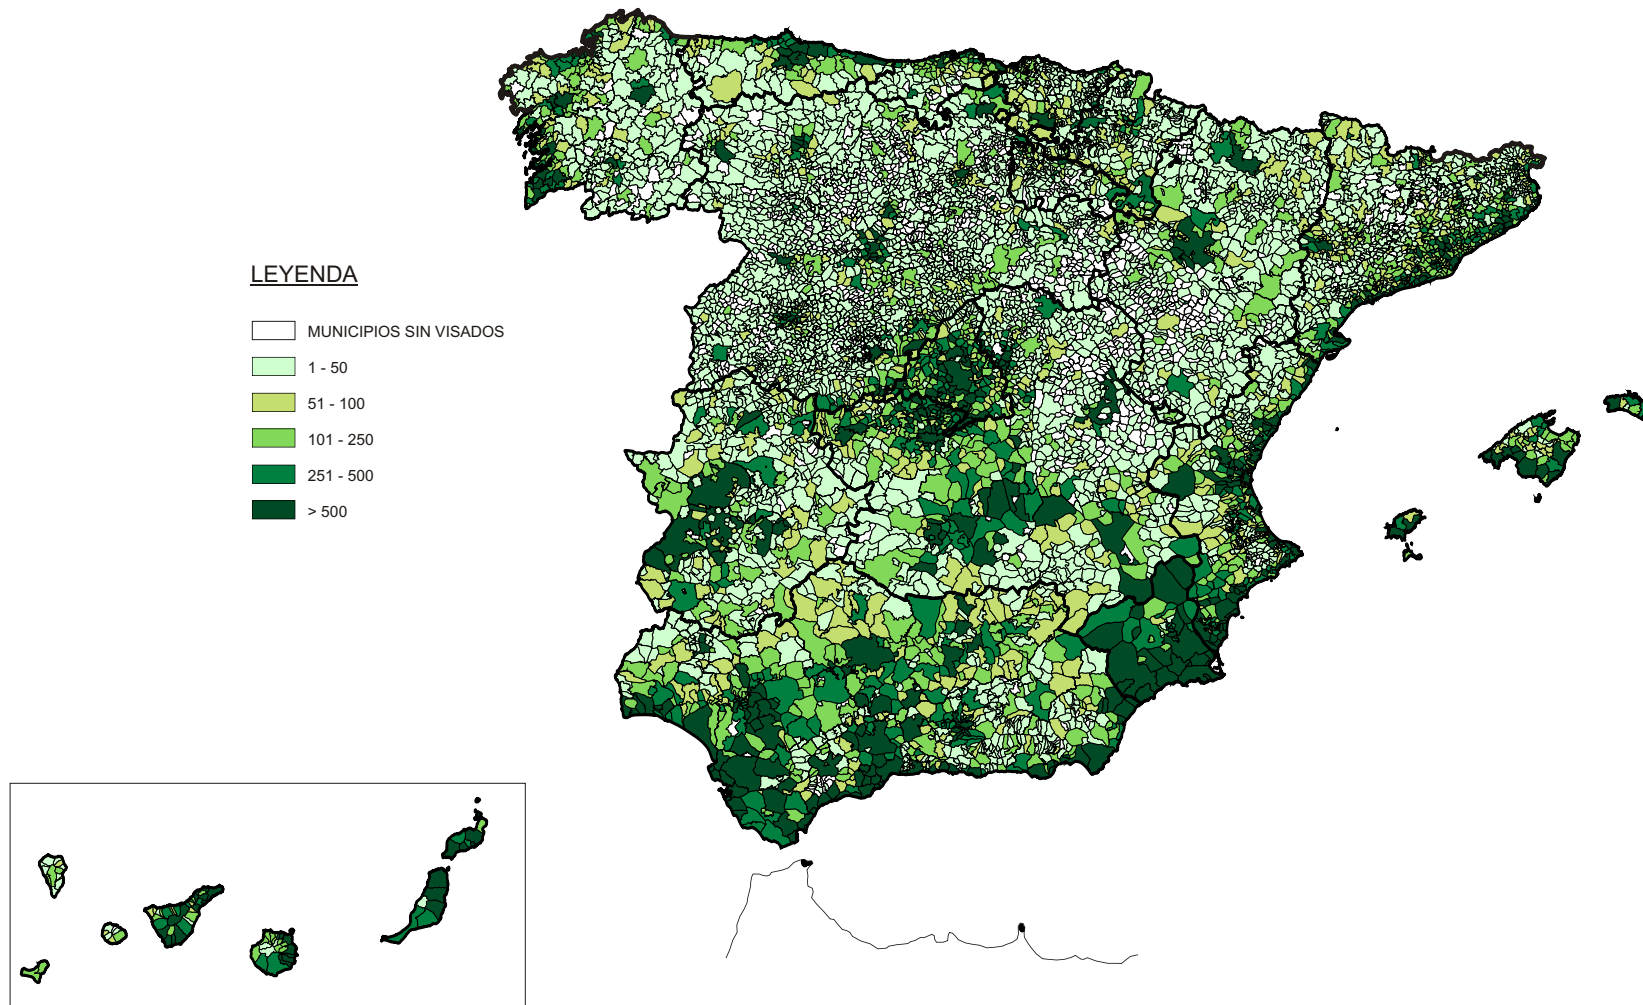 LEYENDA
MUNICIPIOS SIN VISADOS
1 - 50
51 - 100
101 - 250
251 - 500
> 500